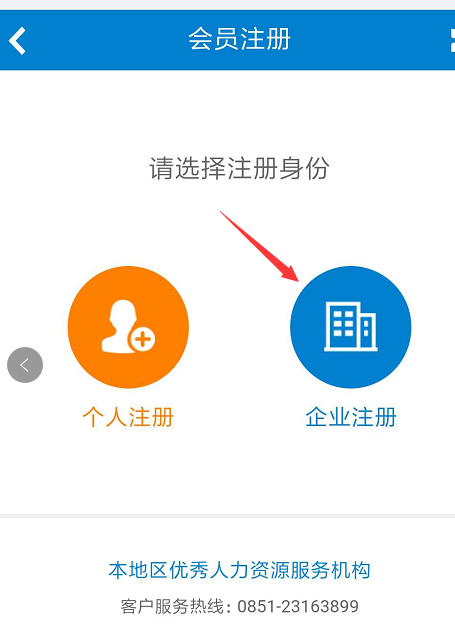 会员注册
请选择注册身份
个人注册
企业注册
本地区优秀人力资源服务机构
客户服务热线：0851-23163899